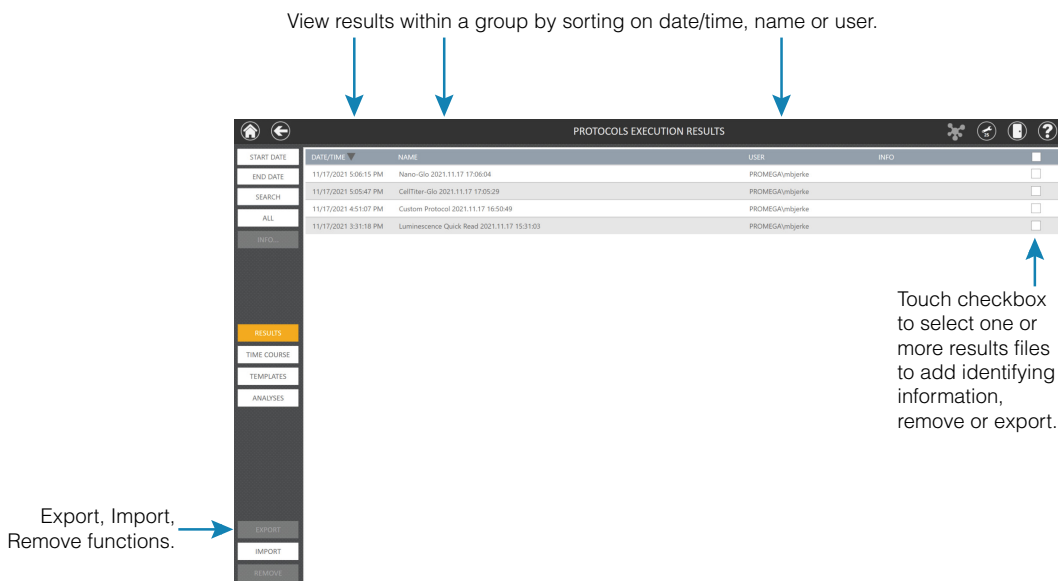 View results within a group by sorting on date/time, name or user.
PROTOCOLS EXECUTION RESULTS
25
?
START DATE
END DATE
SEARCH
ALL
INFO...
RESULTS
TIME COURSE
TEMPLATES
ANALYSES
EXPORT
IMPORT
REMOVE
DATE/TIME NAME USER INFO
11/17/2021 5:06:15 PM Nano-Glo 2021.11.17 17:06:04 PROMEGA\mbjerke
11/17/2021 5:05:47 PM CellTiter-Glo 2021.11.17 17:05:29 PROMEGA\mbjerke
11/17/2021 4:51:07 PM Custom Protocol 2021.11.17 16:50:49 PROMEGA\mbjerke
11/17/2021 3:31:18 PM Luminescence Quick Read 2021.11.17 15:31:03 PROMEGA\mbjerke
Touch checkbox
to select one or
more results files
to add identifying
information,
remove or export.
Export, Import,
Remove functions.